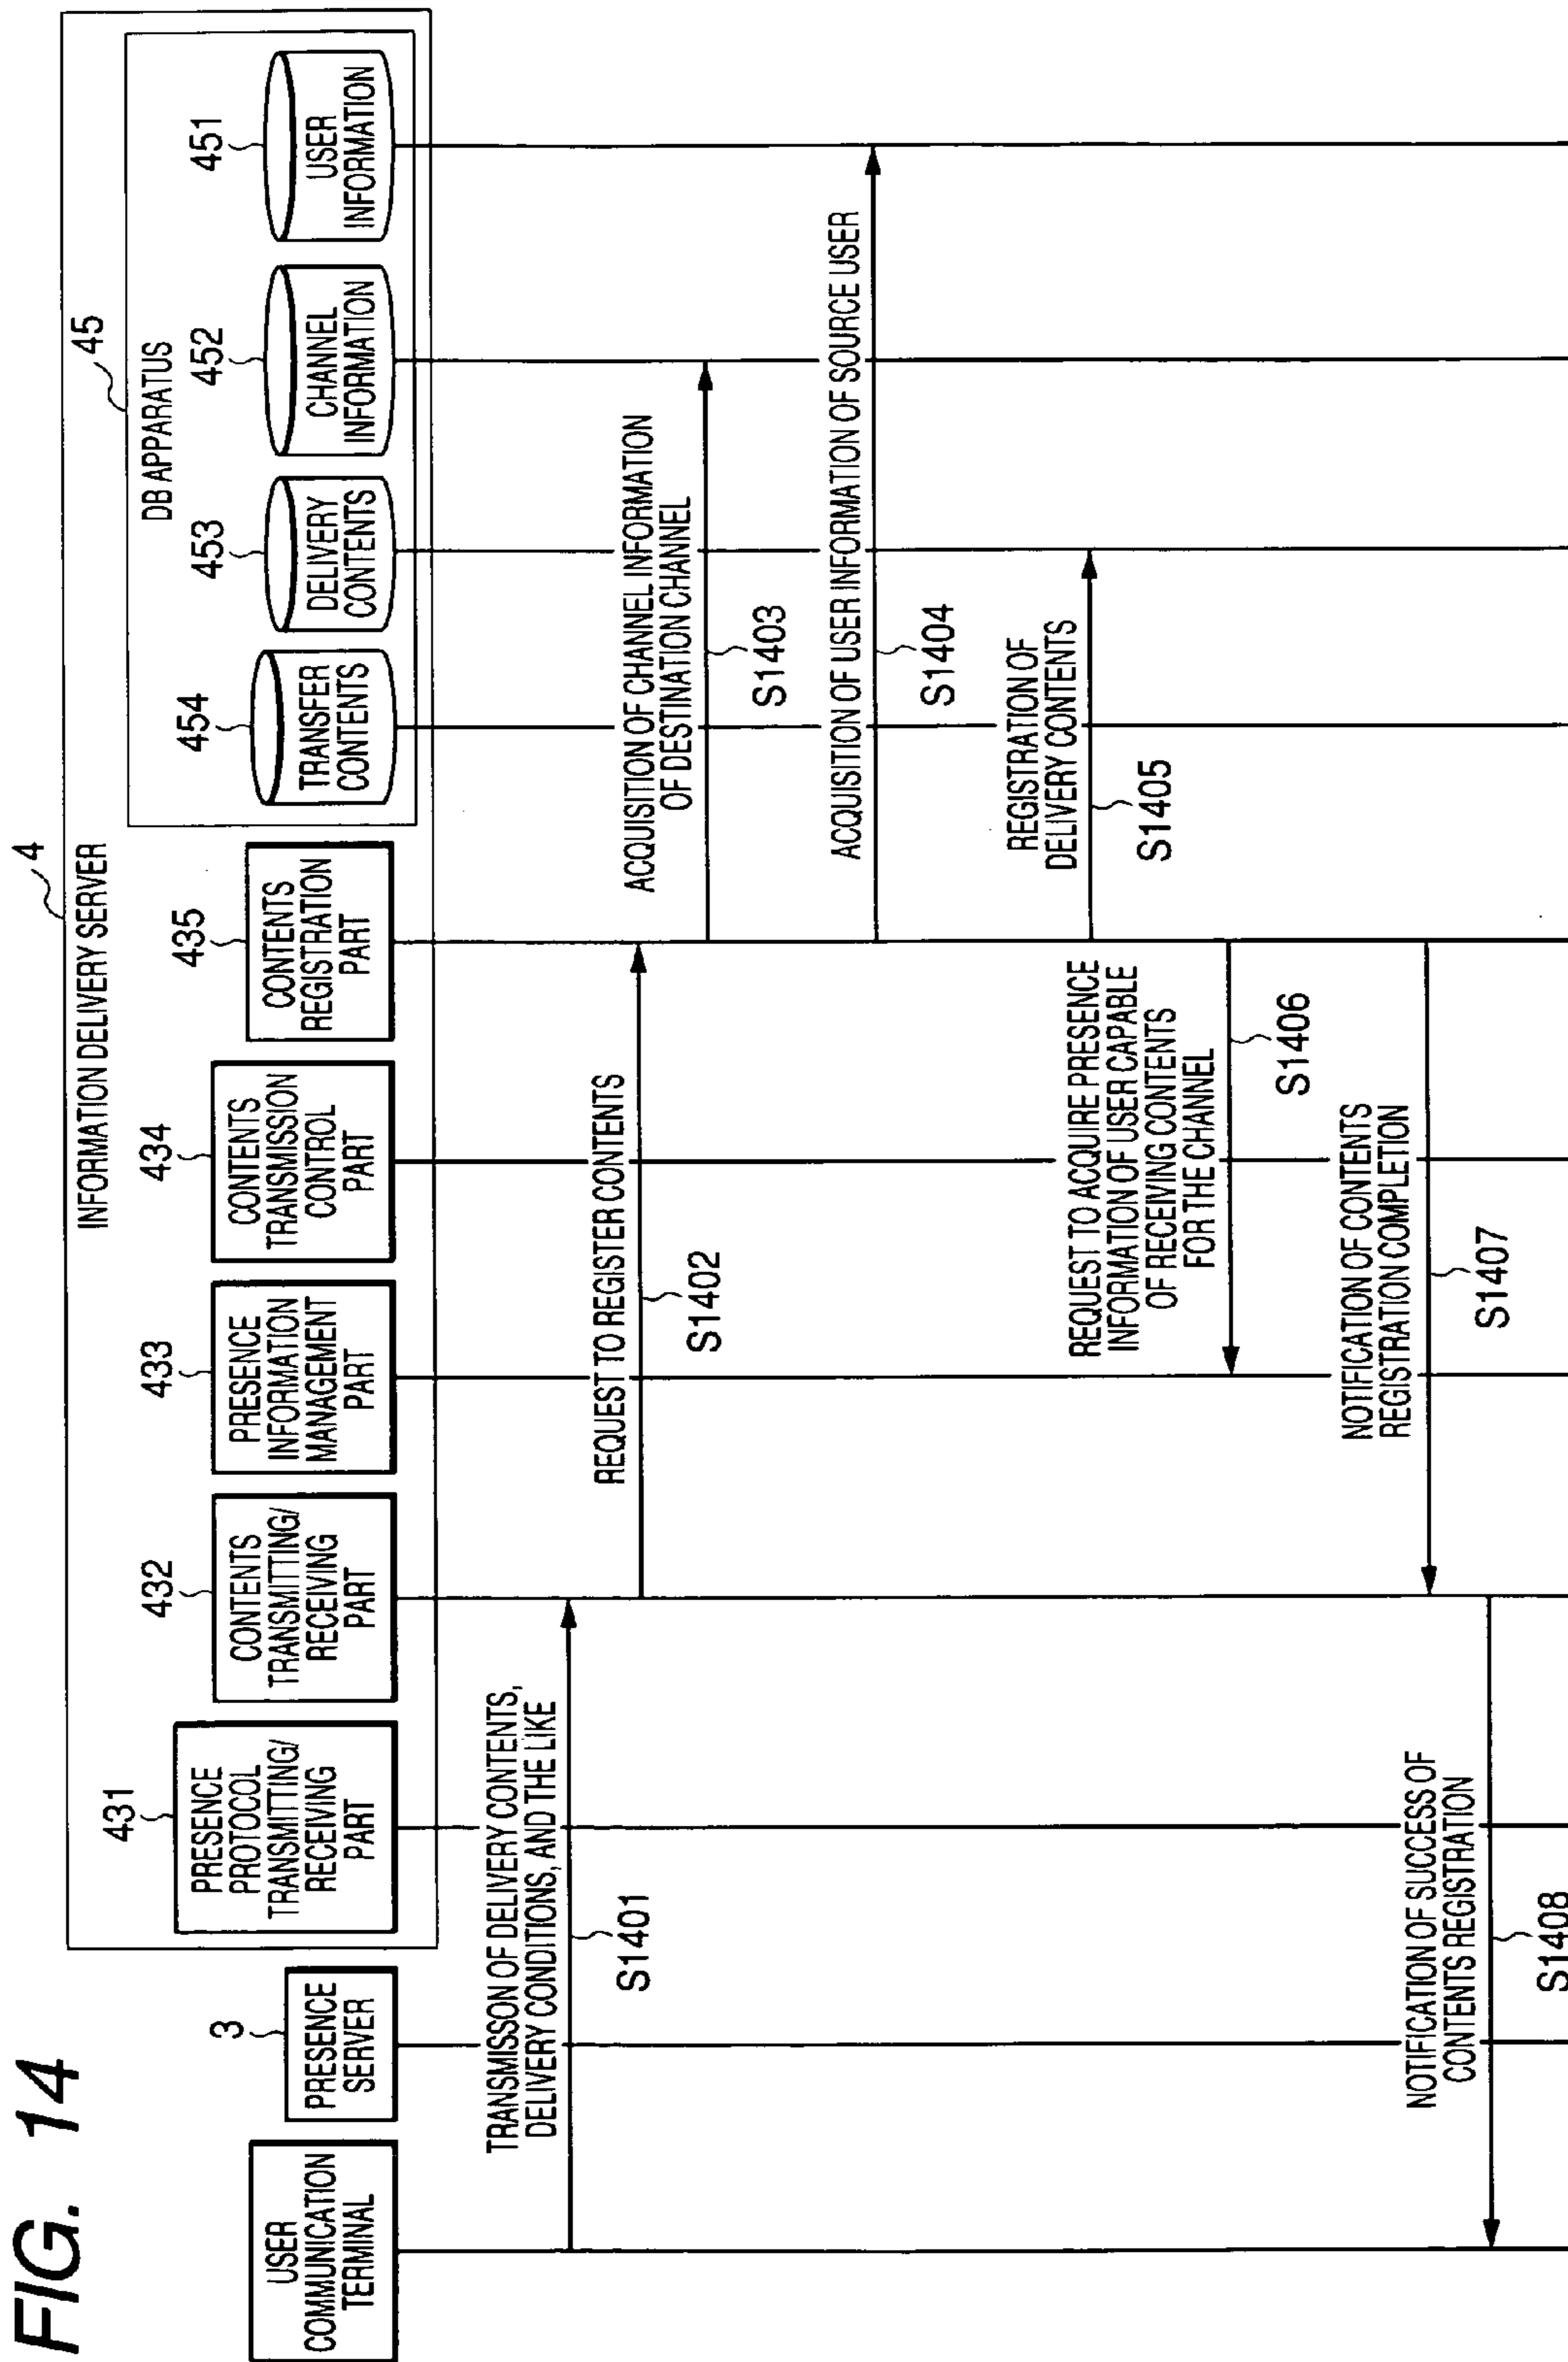 FIG. 14
4
INFORMATION DELIVERY SERVER
45
DB APPARATUS
USER
COMMUNICATION
TERMINAL
3
PRESENCE
SERVER
431
PRESENCE
PROTOCOL
TRANSMITTING/
RECEIVING
PART
432
CONTENTS
TRANSMITTING/
RECEIVING
PART
433
PRESENCE
INFORMATION
MANAGEMENT
PART
434
CONTENTS
TRANSMISSION
CONTROL
PART
435
CONTENTS
REGISTRATION
PART
454
TRANSFER
CONTENTS
453
DELIVERY
CONTENTS
452
CHANNEL
INFORMATION
451
USER
INFORMATION
TRANSMISSON OF DELIVERY CONTENTS,
DELIVERY CONDITIONS, AND THE LIKE
S1401
REQUEST TO REGISTER CONTENTS
S1402
ACQUISITION OF CHANNEL INFORMATION
OF DESTINATION CHANNEL
S1403
ACQUISITION OF USER INFORMATION OF SOURCE USER
S1404
REGISTRATION OF
DELIVERY CONTENTS
S1405
REQUEST TO ACQUIRE PRESENCE
INFORMATION OF USER CAPABLE
OF RECEIVING CONTENTS
FOR THE CHANNEL
S1406
NOTIFICATION OF CONTENTS
REGISTRATION COMPLETION
S1407
NOTIFICATION OF SUCCESS OF
CONTENTS REGISTRATION
S1408